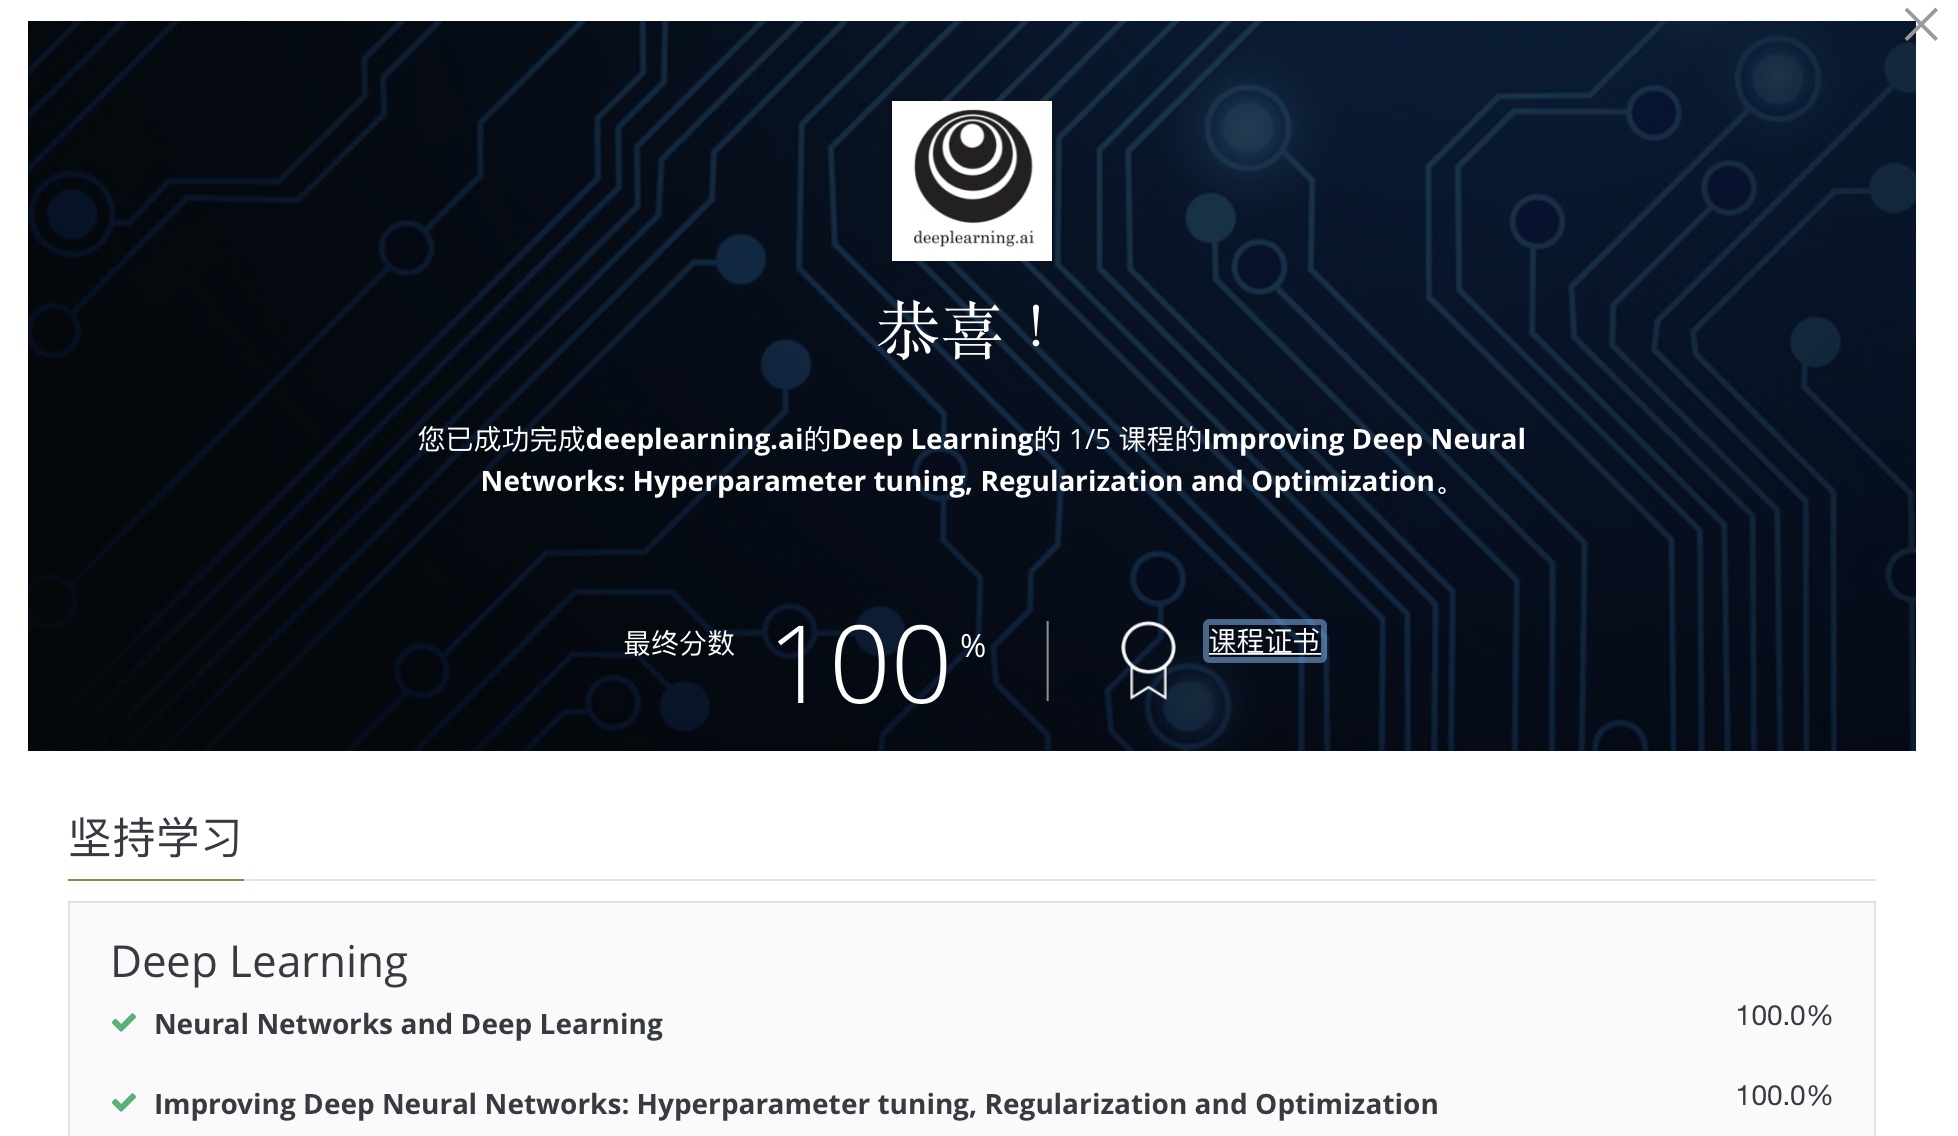 deeplearning.ai
恭喜！
您已成功完成deeplearning.ai的Deep Learning的 1/5 课程的Improving Deep Neural
Networks: Hyperparameter tuning, Regularization and Optimization。
最终分数 100 % 课程证书
坚持学习
Deep Learning
Neural Networks and Deep Learning 100.0%
Improving Deep Neural Networks: Hyperparameter tuning, Regularization and Optimization 100.0%